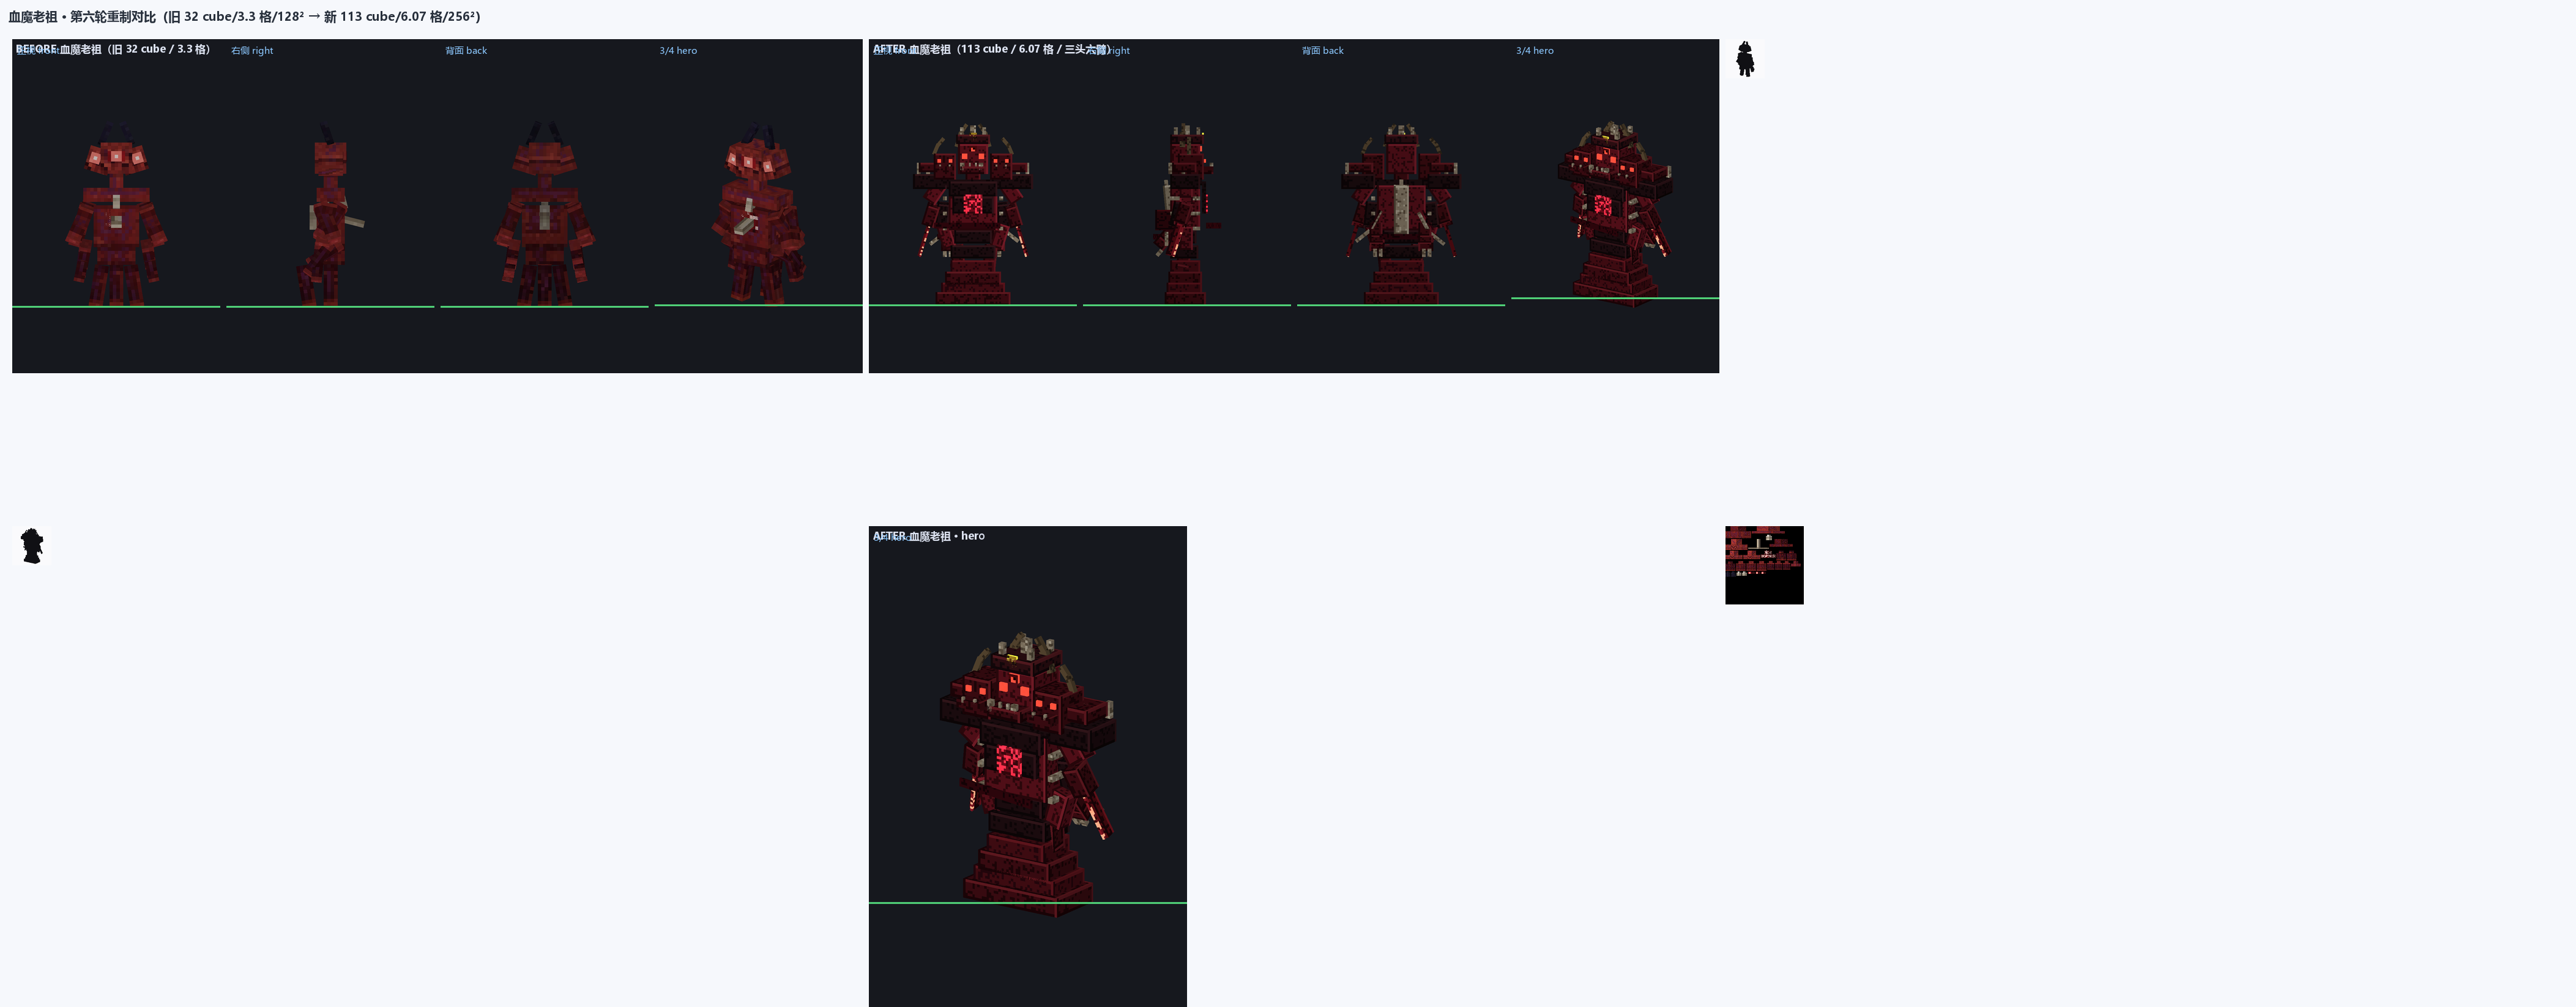 血魔老祖 · 第六轮重制对比（旧 32 cube/3.3 格/128² → 新 113 cube/6.07 格/256²）
BEFORE 血魔老祖（旧 32 cube / 3.3 格）
右侧 right
背面 back
3/4 hero
AFTER 血魔老祖（113 cube / 6.07 格 / 三头六臂）
right
背面 back
3/4 hero
AFTER 血魔老祖 · hero